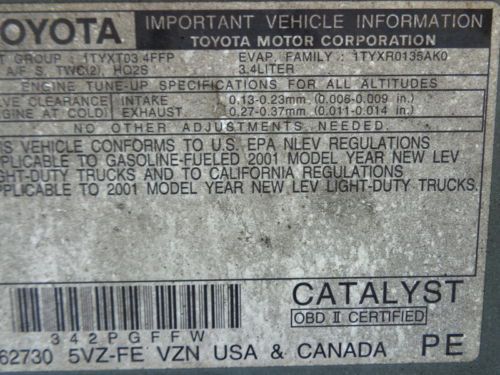 TOYOTA
IMPORTANT VEHICLE INFORMATION
TOYOTA MOTOR CORPORATION
T GROUP : 1TYXT03.4FFP EVAP. FAMILY : 1TYXR0135AK0
A/F S, TWC(2), HO2S 3.4LITER
ENGINE TUNE-UP SPECIFICATIONS FOR ALL ALTITUDES
LVE CLEARANCE INTAKE 0.13-0.23mm (0.006-0.009 in.)
GINE AT COLD) EXHAUST 0.27-0.37mm (0.011-0.014 in.)
NO OTHER ADJUSTMENTS NEEDED.
IS VEHICLE CONFORMS TO U.S. EPA NLEV REGULATIONS
APPLICABLE TO GASOLINE-FUELED 2001 MODEL YEAR NEW LEV
GHT-DUTY TRUCKS AND TO CALIFORNIA REGULATIONS
PPLICABLE TO 2001 MODEL YEAR NEW LEV LIGHT-DUTY TRUCKS.
CATALYST
OBD II CERTIFIED
342PGFFW
62730 5VZ-FE VZN USA & CANADA PE